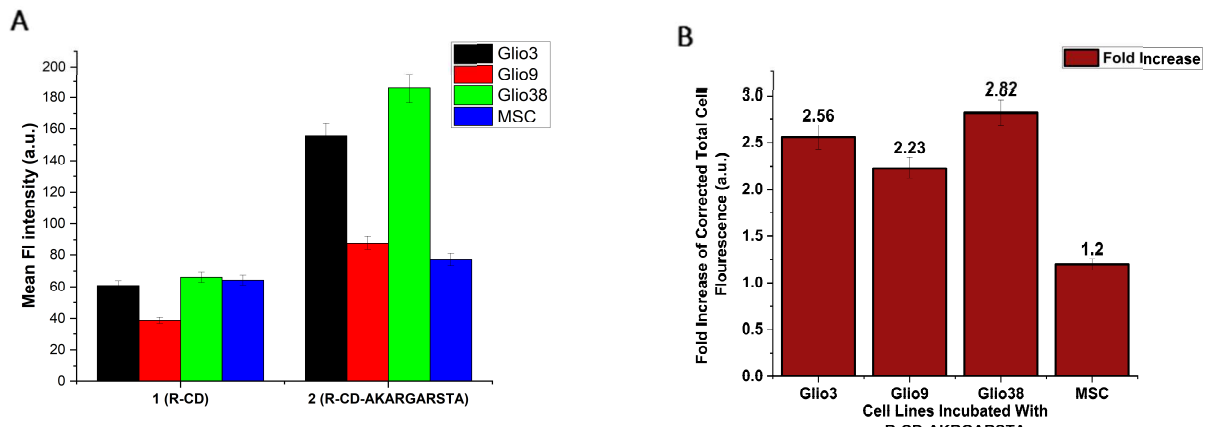 A
Mean FI intensity (a.u.)
200
180
160
140
120
100
80
60
40
20
0
Glio3
Glio9
Glio38
MSC
1 (R-CD)
2 (R-CD-AKARGARSTA)
B
Fold Increase of Corrected Total Cell
Flourescence (a.u.)
3.0
2.5
2.0
1.5
1.0
0.5
0.0
Fold Increase
2.56
2.23
2.82
1.2
Glio3
Glio9
Glio38
MSC
Cell Lines Incubated With
R-CD-AKRGARSTA